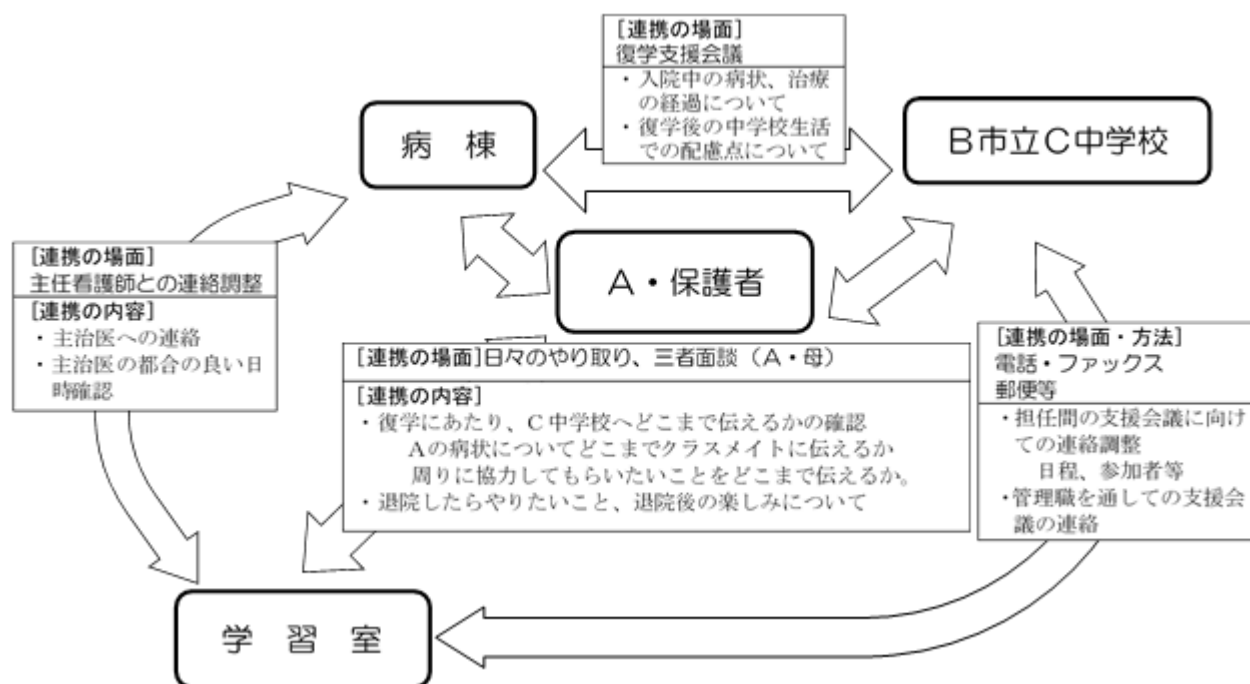 [連携の場面]
復学支援会議
・入院中の病状、治療
の経過について
・復学後の中学校生活
での配慮点について
病 棟
B市立C中学校
A・保護者
[連携の場面]
主任看護師との連絡調整
[連携の内容]
・主治医への連絡
・主治医の都合の良い日
時確認
[連携の場面]日々のやり取り、三者面談（A・母）
[連携の内容]
・復学にあたり、C中学校へどこまで伝えるかの確認
Aの病状についてどこまでクラスメイトに伝えるか
周りに協力してもらいたいことをどこまで伝えるか。
・退院したらやりたいこと、退院後の楽しみについて
[連携の場面・方法]
電話・ファックス
郵便等
・担任間の支援会議に向け
ての連絡調整
日程、参加者等
・管理職を通しての支援会
議の連絡
学 習 室